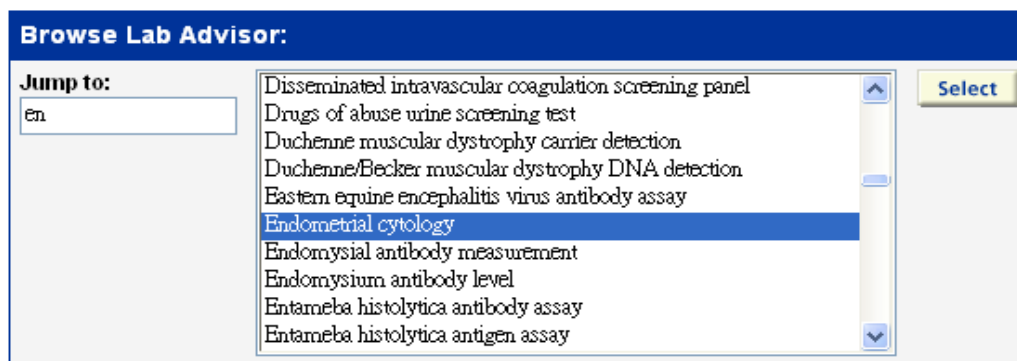 Browse Lab Advisor:
Jump to:
en
Disseminated intravascular coagulation screening panel
Drugs of abuse urine screening test
Duchenne muscular dystrophy carrier detection
Duchenne/Becker muscular dystrophy DNA detection
Eastern equine encephalitis virus antibody assay
Endometrial cytology
Endomysial antibody measurement
Endomysium antibody level
Entameba histolytica antibody assay
Entameba histolytica antigen assay
Select